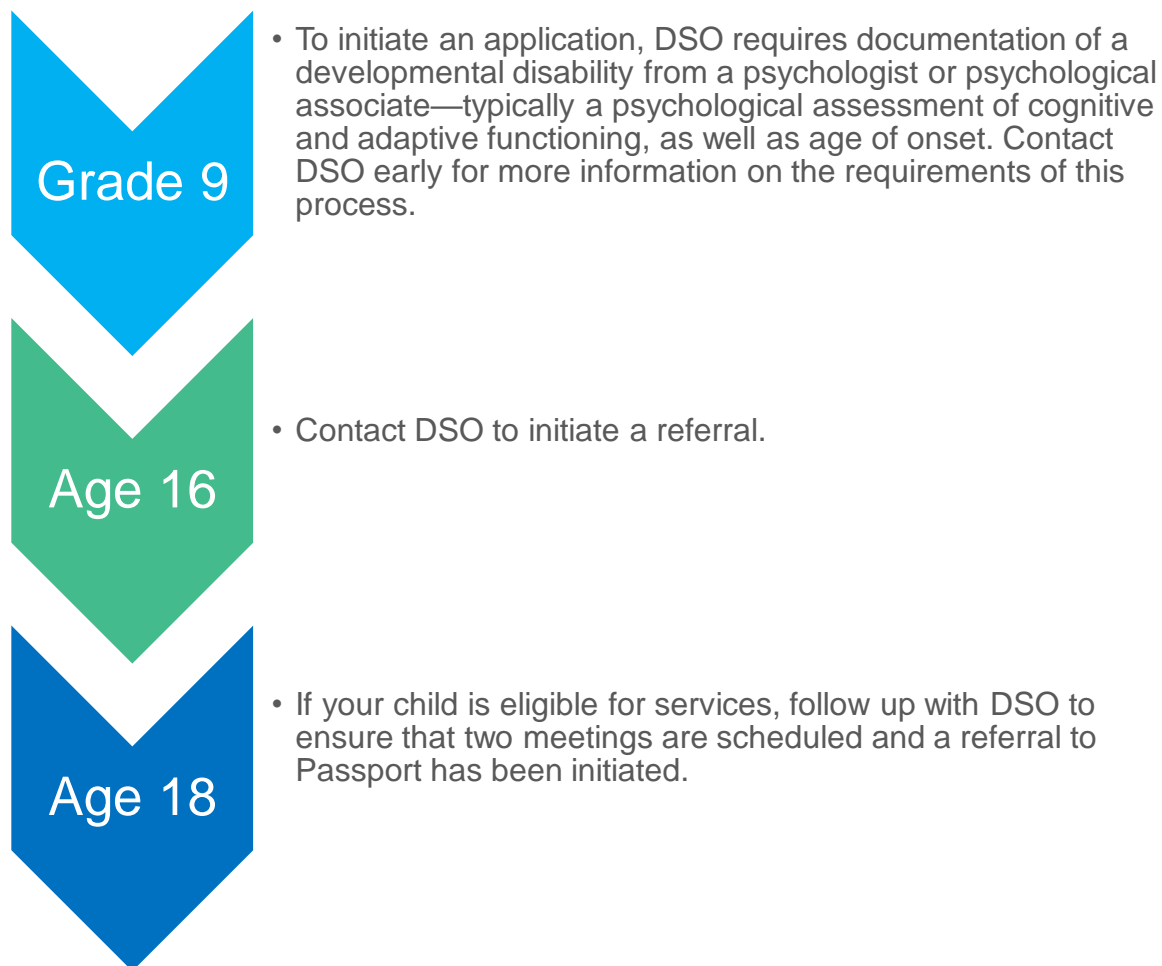 Grade 9
• To initiate an application, DSO requires documentation of a
developmental disability from a psychologist or psychological
associate—typically a psychological assessment of cognitive
and adaptive functioning, as well as age of onset. Contact
DSO early for more information on the requirements of this
process.
Age 16
• Contact DSO to initiate a referral.
Age 18
• If your child is eligible for services, follow up with DSO to
ensure that two meetings are scheduled and a referral to
Passport has been initiated.